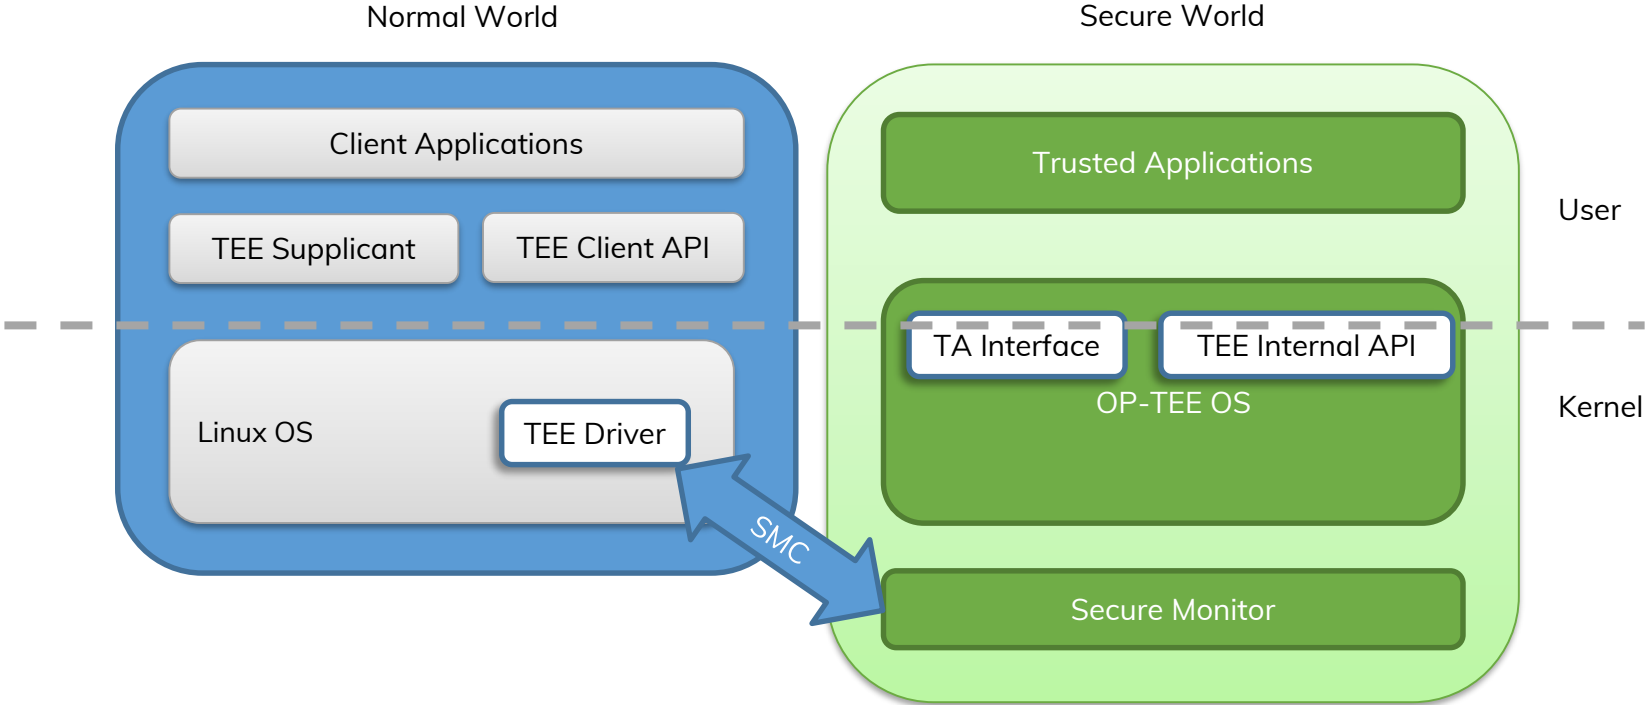 Normal World
Secure World
Client Applications
Trusted Applications
User
TEE Supplicant
TEE Client API
TA Interface
TEE Internal API
OP-TEE OS
Kernel
Linux OS
TEE Driver
SMC
Secure Monitor